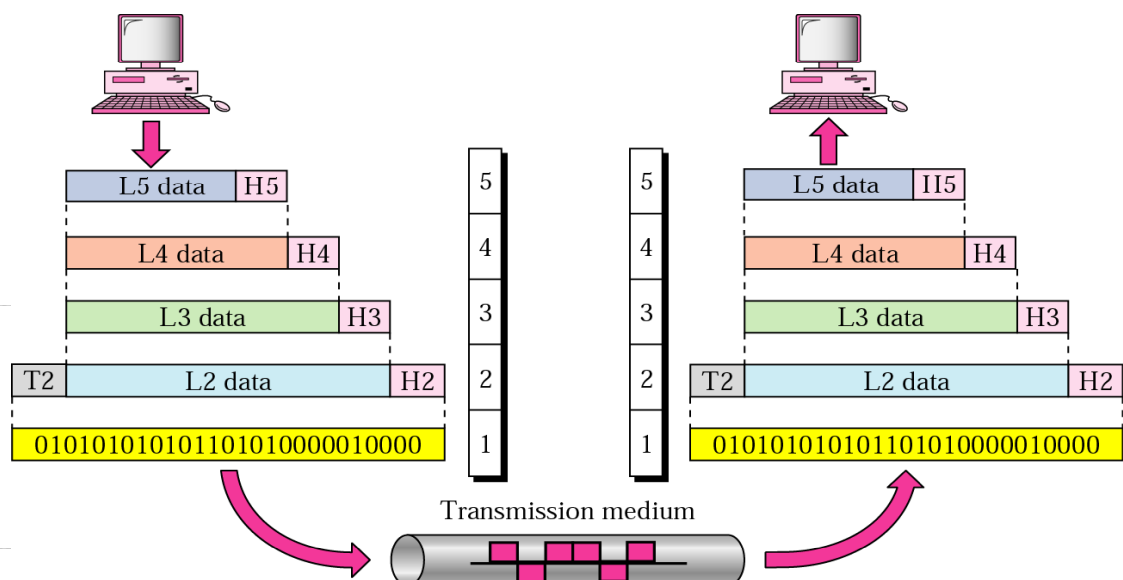 L5 data H5 5 5 L5 data II5
L4 data H4 4 4 L4 data H4
L3 data H3 3 3 L3 data H3
T2 L2 data H2 2 2 T2 L2 data H2
010101010101101010000010000 1 1 010101010101101010000010000
Transmission medium